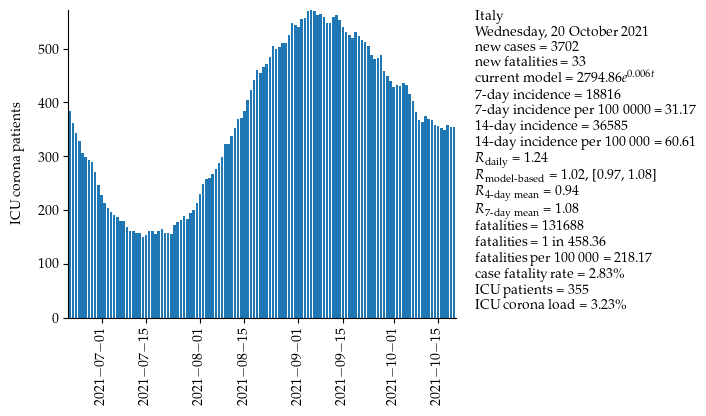 ICU corona patients
500
400
300
200
100
0
2021−07−01
2021−07−15
2021−08−01
2021−08−15
2021−09−01
2021−09−15
2021−10−01
2021−10−15
Italy
Wednesday, 20 October 2021
new cases = 3702
new fatalities = 33
current model = 2794.86e^0.006t
7-day incidence = 18816
7-day incidence per 100 0000 = 31.17
14-day incidence = 36585
14-day incidence per 100 000 = 60.61
R_daily = 1.24
R_model-based = 1.02, [0.97, 1.08]
R_4-day mean = 0.94
R_7-day mean = 1.08
fatalities = 131688
fatalities = 1 in 458.36
fatalities per 100 000 = 218.17
case fatality rate = 2.83%
ICU patients = 355
ICU corona load = 3.23%